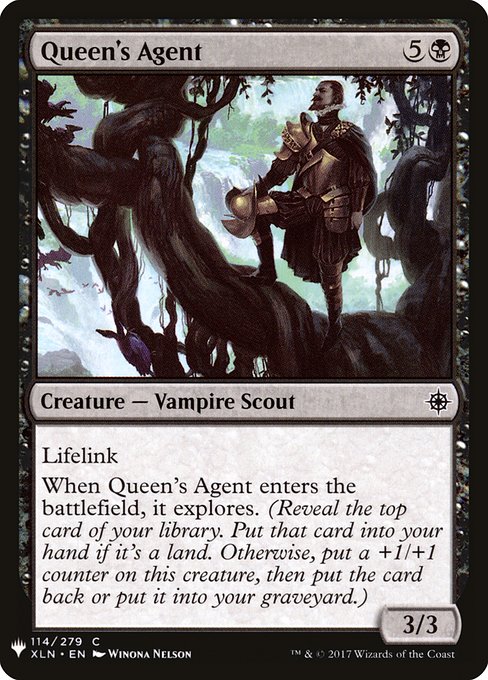 Queen's Agent 5
Creature — Vampire Scout
Lifelink
When Queen's Agent enters the
battlefield, it explores. (Reveal the top
card of your library. Put that card into your
hand if it's a land. Otherwise, put a +1/+1
counter on this creature, then put the card
back or put it into your graveyard.)
3/3
114/279 C
XLN • EN Winona Nelson
™ & © 2017 Wizards of the Coast